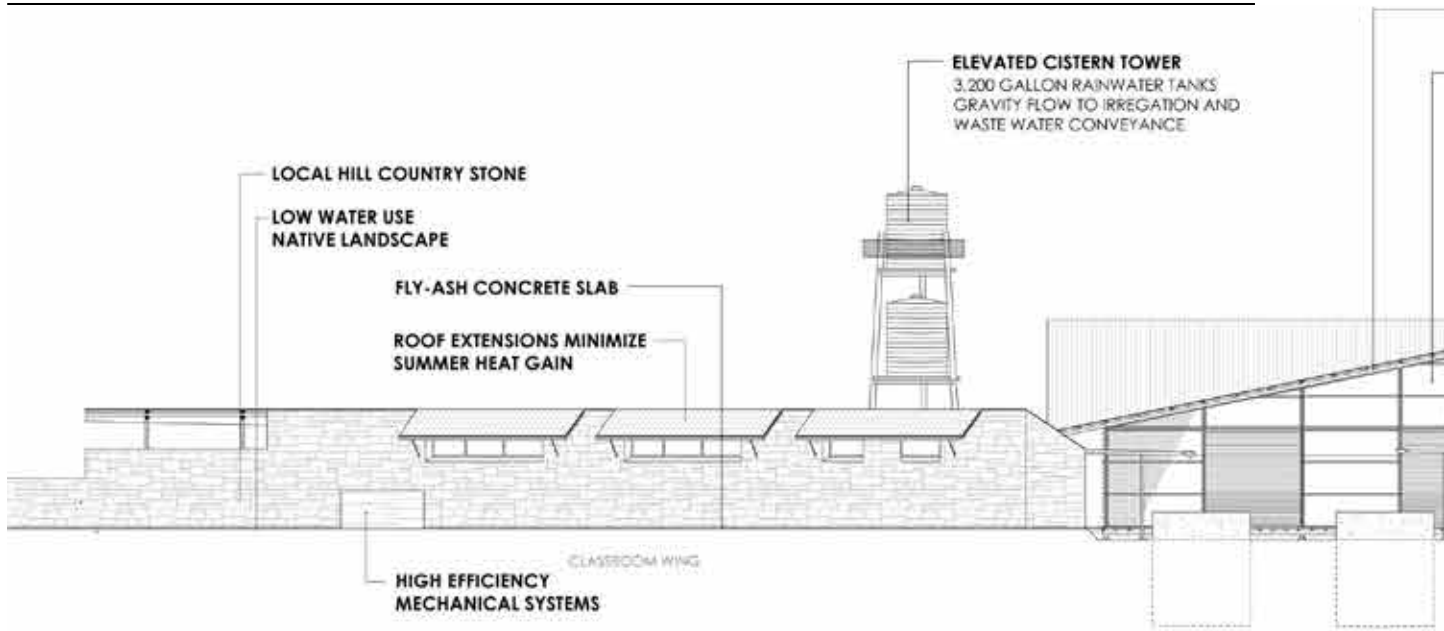 ELEVATED CISTERN TOWER
3,200 GALLON RAINWATER TANKS
GRAVITY FLOW TO IRREGATION AND
WASTE WATER CONVEYANCE
LOCAL HILL COUNTRY STONE
LOW WATER USE
NATIVE LANDSCAPE
FLY-ASH CONCRETE SLAB
ROOF EXTENSIONS MINIMIZE
SUMMER HEAT GAIN
CLASSROOM WING
HIGH EFFICIENCY
MECHANICAL SYSTEMS